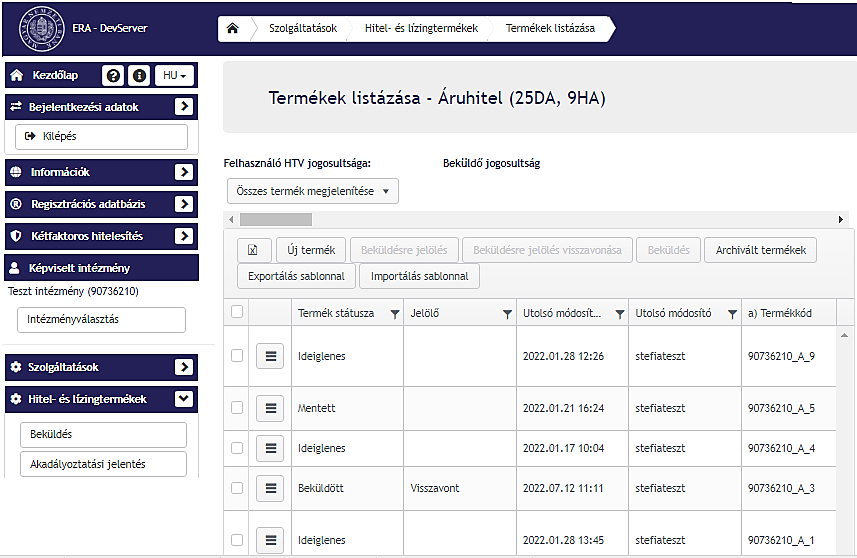 ERA - DevServer
Szolgáltatások
Hitel- és lízingtermékek
Termékek listázása
Kezdőlap
HU
Bejelentkezési adatok
Kilépés
Információk
Regisztrációs adatbázis
Kétfaktoros hitelesítés
Képviselt intézmény
Teszt intézmény (90736210)
Intézményválasztás
Szolgáltatások
Hitel- és lízingtermékek
Beküldés
Akadályoztatási jelentés
Termékek listázása - Áruhitel (25DA, 9HA)
Felhasználó HTV jogosultsága: Beküldő jogosultság
Összes termék megjelenítése
Új termék Beküldésre jelölés Beküldésre jelölés visszavonása Beküldés Archivált termékek
Exportálás sablonnal Importálás sablonnal
Termék státusza Jelölő Utolsó módosít... Utolsó módosító a) Termékkód
Ideiglenes 2022.01.28 12:26 stefiateszt 90736210_A_9
Mentett 2022.01.21 16:24 stefiateszt 90736210_A_5
Ideiglenes 2022.01.17 10:04 stefiateszt 90736210_A_4
Beküldött Visszavont 2022.07.12 11:11 stefiateszt 90736210_A_3
Ideiglenes 2022.01.28 13:45 stefiateszt 90736210_A_1